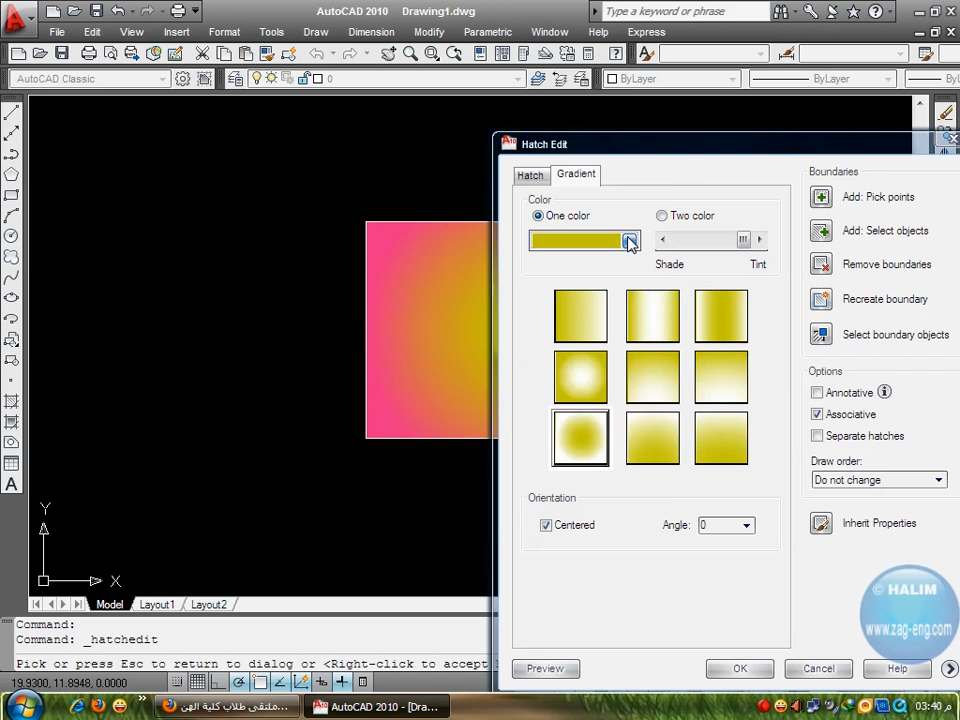 AutoCAD 2010 Drawing1.dwg
Type a keyword or phrase
File Edit View Insert Format Tools Draw Dimension Modify Parametric Window Help Express
AutoCAD Classic
0
ByLayer
ByLayer
Hatch Edit
Hatch
Gradient
Color
One color
Two color
Shade
Tint
Orientation
Centered
Angle:
0
Boundaries
Add: Pick points
Add: Select objects
Remove boundaries
Recreate boundary
Select boundary objects
Options
Annotative
Associative
Separate hatches
Draw order:
Do not change
Inherit Properties
Preview
OK
Cancel
Help
Y
X
Model
Layout1
Layout2
Command:
Command: _hatchedit
Pick or press Esc to return to dialog or <Right-click to accept
19.9300, 11.8948, 0.0000
© HALIM
www.zag-eng.com
ملتقى طلاب كلية الهن...
AutoCAD 2010 - [Dra...
03:40 م